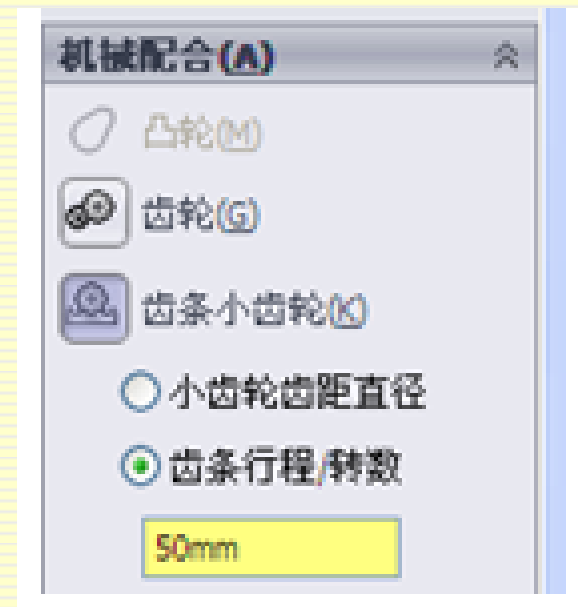 机械配合(A)
凸轮(M)
齿轮(G)
齿条小齿轮(K)
小齿轮齿距直径
齿条行程/转数
50mm